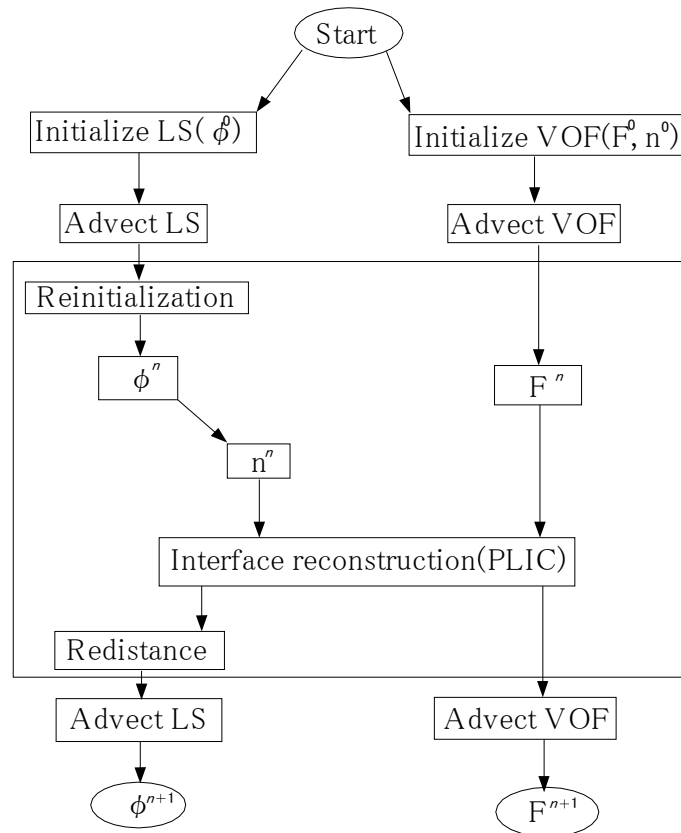 Start
Initialize LS(ϕ⁰)
Initialize VOF(F⁰, n⁰)
Advect LS
Advect VOF
Reinitialization
ϕⁿ
Fⁿ
nⁿ
Interface reconstruction(PLIC)
Redistance
Advect LS
Advect VOF
ϕⁿ⁺¹
Fⁿ⁺¹